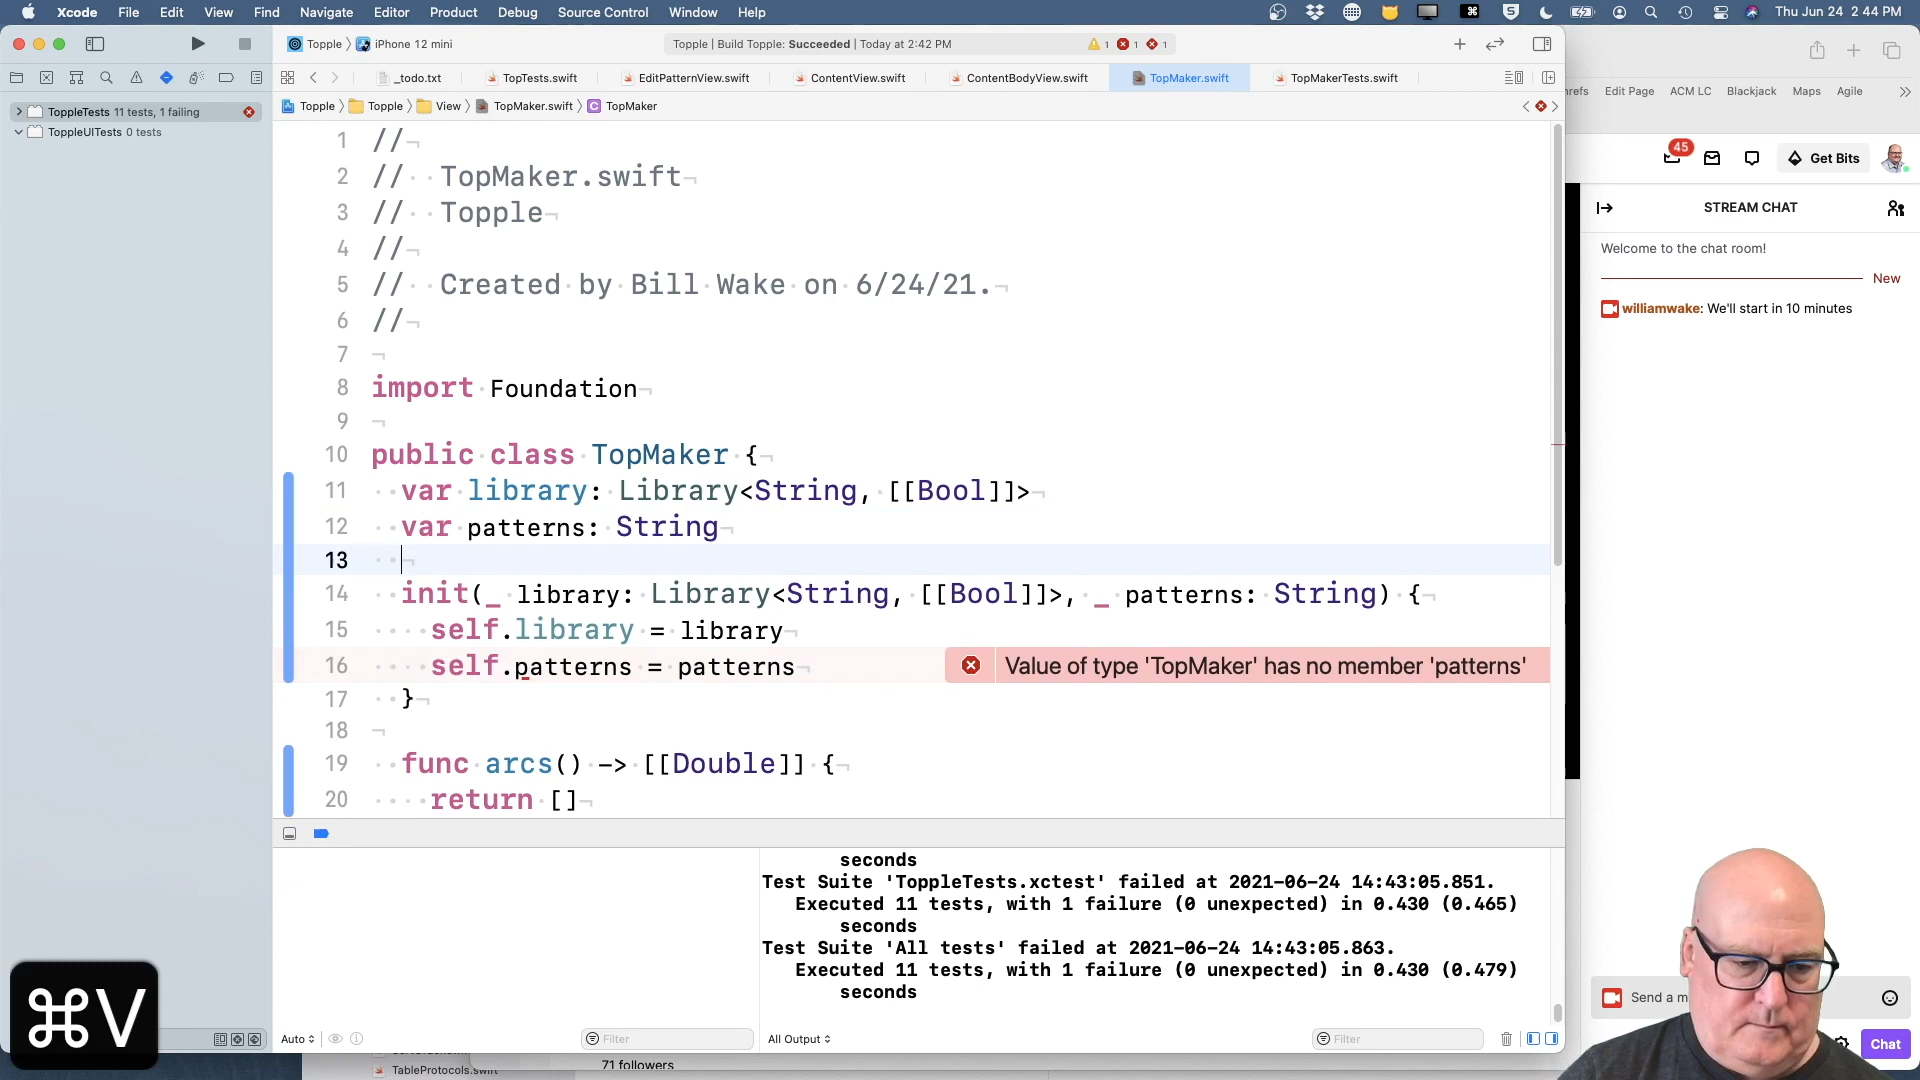 Xcode File Edit View Find Navigate Editor Product Debug Source Control Window Help Thu Jun 24 2:44 PM
Topple iPhone 12 mini Topple | Build Topple: Succeeded | Today at 2:42 PM 1 1 1
_todo.txt TopTests.swift EditPatternView.swift ContentView.swift ContentBodyView.swift TopMaker.swift TopMakerTests.swift
Edit Page ACM LC Blackjack Maps Agile
Topple Topple View TopMaker.swift C TopMaker
ToppleTests 11 tests, 1 failing
ToppleUITests 0 tests
45
Get Bits
STREAM CHAT
Welcome to the chat room!
New
williamwake: We'll start in 10 minutes
1 //
2 // TopMaker.swift
3 // Topple
4 //
5 // Created by Bill Wake on 6/24/21.
6 //
7
8 import Foundation
9
10 public class TopMaker {
11 var library: Library<String, [[Bool]]>
12 var patterns: String
13
14 init(_ library: Library<String, [[Bool]]>, _ patterns: String) {
15 self.library = library
16 self.patterns = patterns Value of type 'TopMaker' has no member 'patterns'
17 }
18
19 func arcs() -> [[Double]] {
20 return []
seconds
Test Suite 'ToppleTests.xctest' failed at 2021-06-24 14:43:05.851.
Executed 11 tests, with 1 failure (0 unexpected) in 0.430 (0.465)
seconds
Test Suite 'All tests' failed at 2021-06-24 14:43:05.863.
Executed 11 tests, with 1 failure (0 unexpected) in 0.430 (0.479)
seconds
⌘V
Auto Filter All Output Filter
Send a m
Chat
TableProtocols.swift
71 followers